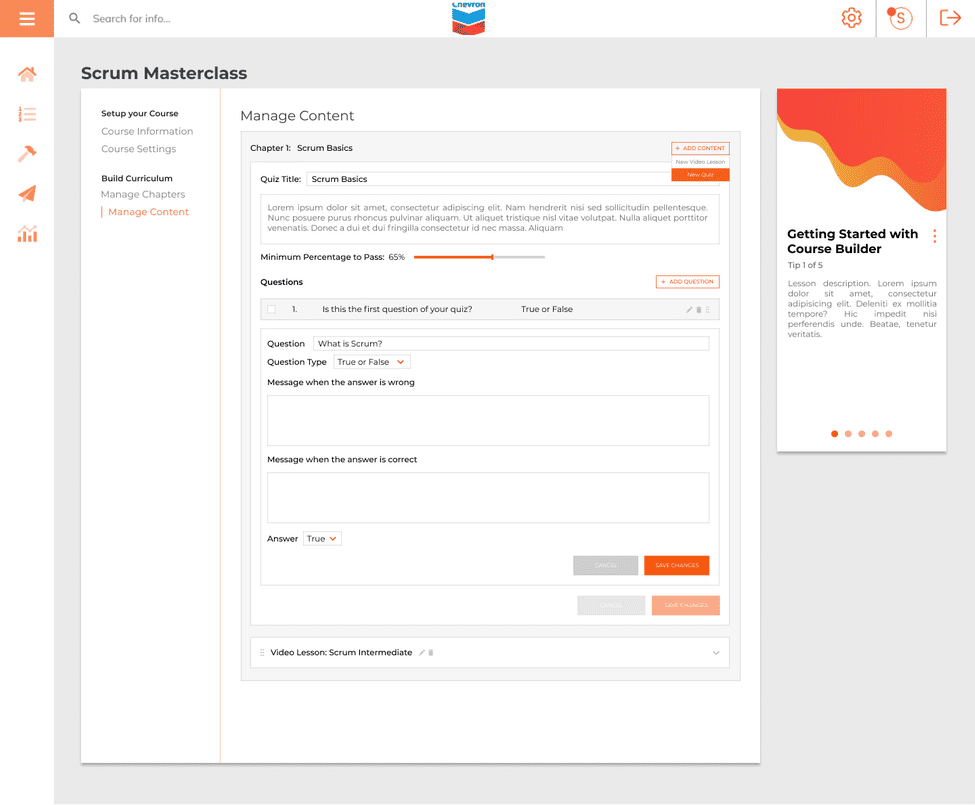 Search for info...
Chevron
S
Scrum Masterclass
Setup your Course
Course Information
Course Settings
Build Curriculum
Manage Chapters
Manage Content
Manage Content
Chapter 1: Scrum Basics
+ ADD CONTENT
New Video Lesson
New Quiz
Quiz Title: Scrum Basics
Lorem ipsum dolor sit amet, consectetur adipiscing elit. Nam hendrerit nisi sed sollicitudin pellentesque.
Nunc posuere purus rhoncus pulvinar aliquam. Ut aliquet tristique nisl vitae volutpat. Nulla aliquet porttitor
venenatis. Donec a dui et dui fringilla consectetur id nec massa. Aliquam
Minimum Percentage to Pass: 65%
Questions
+ ADD QUESTION
1. Is this the first question of your quiz? True or False
Question What is Scrum?
Question Type True or False
Message when the answer is wrong
Message when the answer is correct
Answer True
CANCEL SAVE CHANGES
CANCEL SAVE CHANGES
Video Lesson: Scrum Intermediate
Getting Started with
Course Builder
Tip 1 of 5
Lesson description. Lorem ipsum
dolor sit amet, consectetur
adipisicing elit. Deleniti ex mollitia
tempore? Hic impedit nisi
perferendis unde. Beatae, tenetur
veritatis.